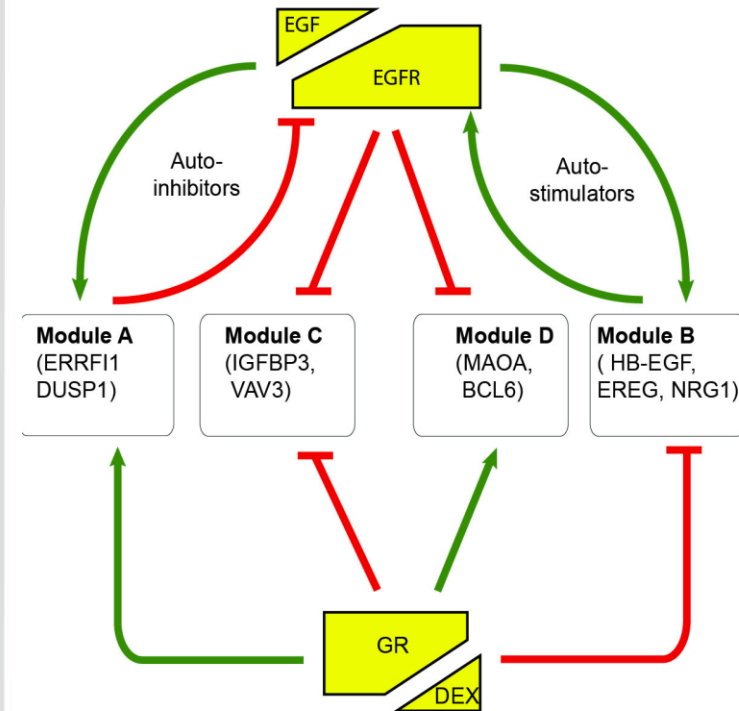 EGF
EGFR
Auto-
inhibitors
Auto-
stimulators
Module A
(ERRFI1
DUSP1)
Module C
(IGFBP3,
VAV3)
Module D
(MAOA,
BCL6)
Module B
( HB-EGF,
EREG, NRG1)
GR
DEX